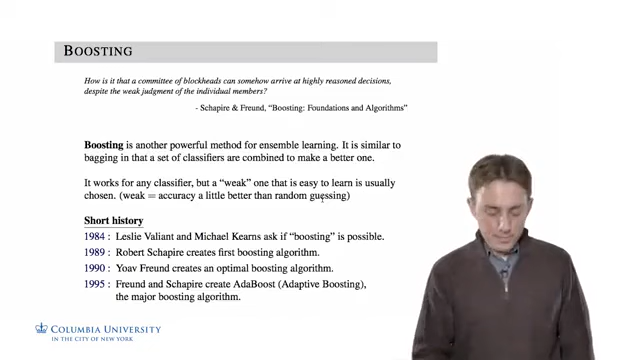 BOOSTING
How is it that a committee of blockheads can somehow arrive at highly reasoned decisions,
despite the weak judgment of the individual members?
- Schapire & Freund, "Boosting: Foundations and Algorithms"
Boosting is another powerful method for ensemble learning. It is similar to
bagging in that a set of classifiers are combined to make a better one.
It works for any classifier, but a "weak" one that is easy to learn is usually
chosen. (weak = accuracy a little better than random guessing)
Short history
1984 : Leslie Valiant and Michael Kearns ask if "boosting" is possible.
1989 : Robert Schapire creates first boosting algorithm.
1990 : Yoav Freund creates an optimal boosting algorithm.
1995 : Freund and Schapire create AdaBoost (Adaptive Boosting),
the major boosting algorithm.
COLUMBIA UNIVERSITY
IN THE CITY OF NEW YORK